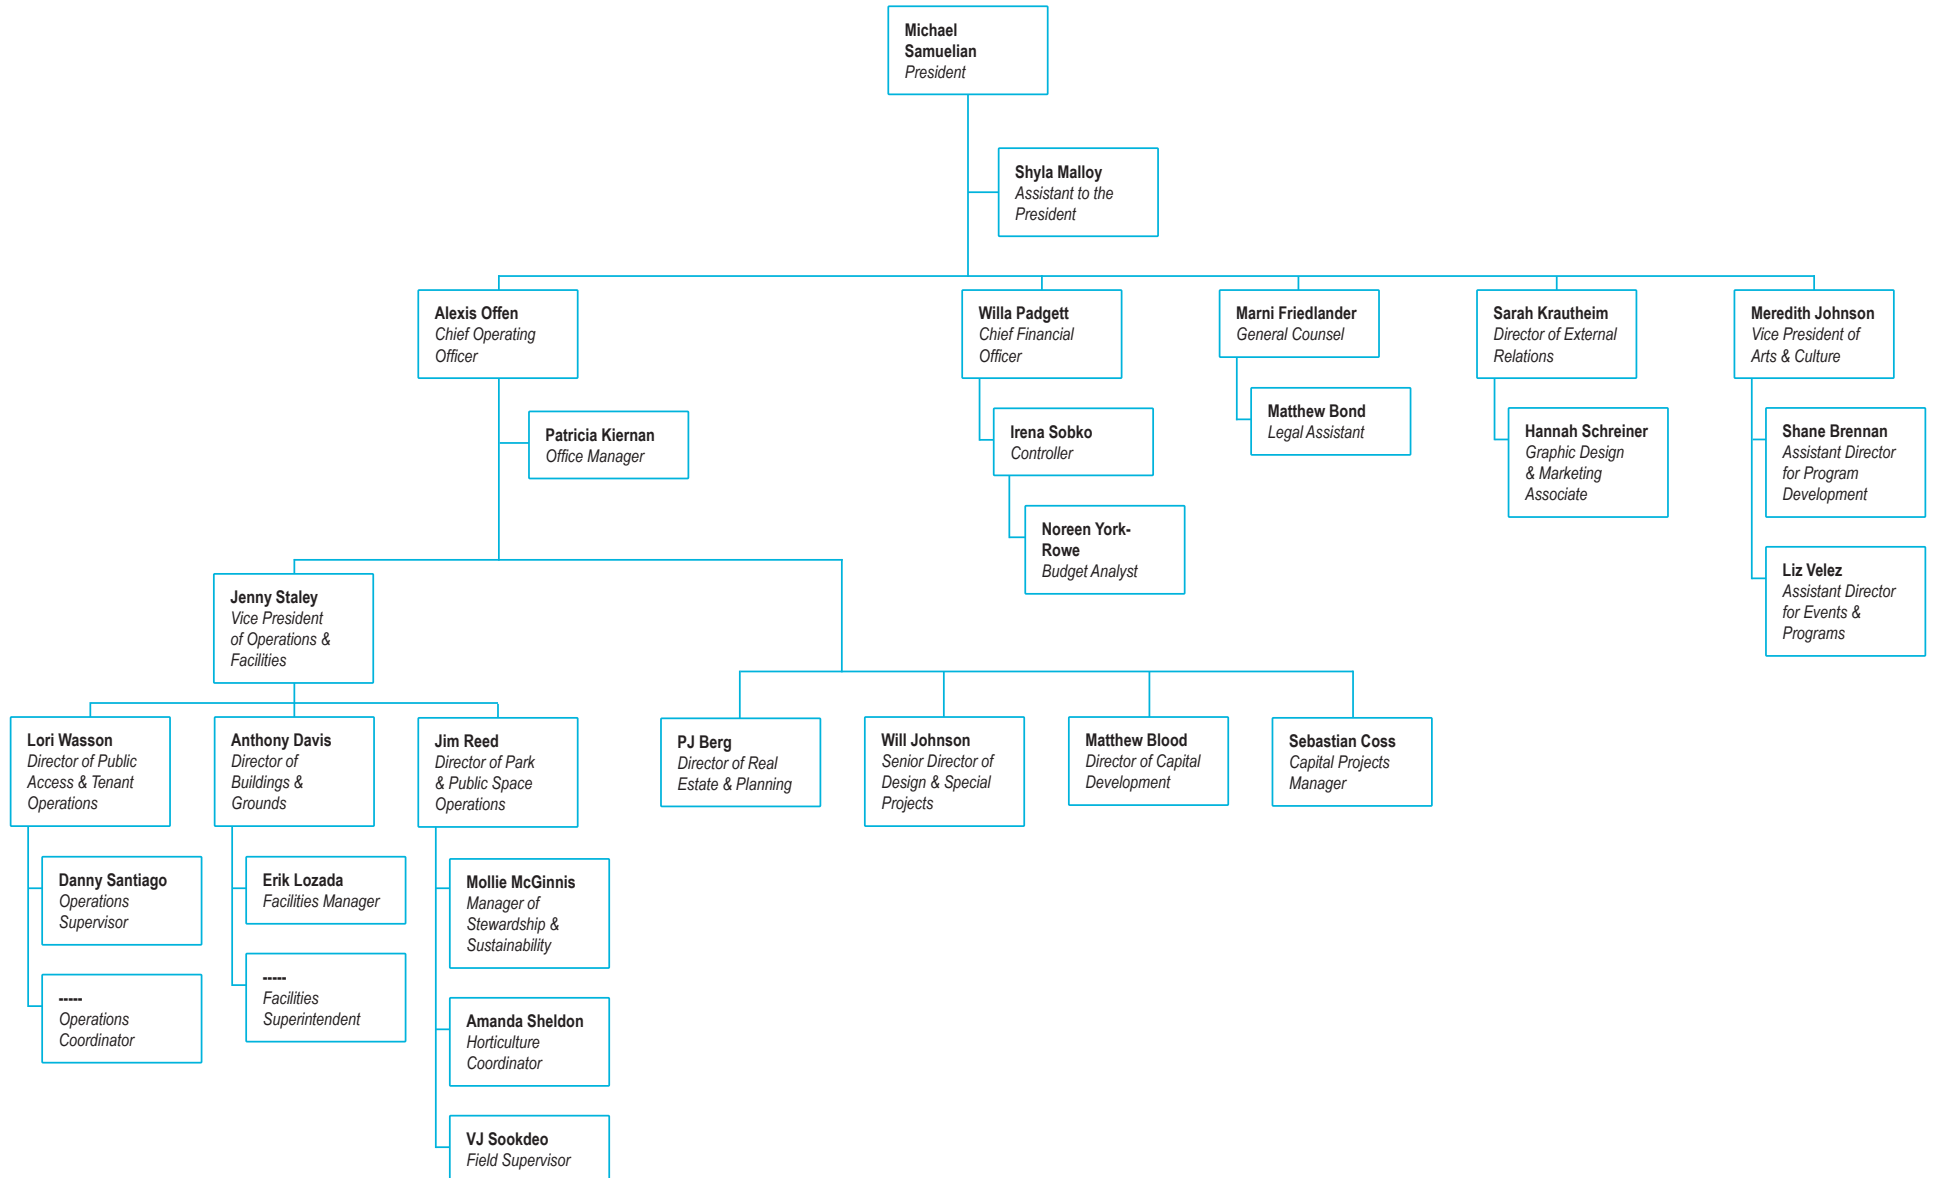 Michael
Samuelian
President
Shyla Malloy
Assistant to the
President
Alexis Offen
Chief Operating
Officer
Willa Padgett
Chief Financial
Officer
Marni Friedlander
General Counsel
Sarah Krautheim
Director of External
Relations
Meredith Johnson
Vice President of
Arts & Culture
Patricia Kiernan
Office Manager
Irena Sobko
Controller
Noreen York-
Rowe
Budget Analyst
Matthew Bond
Legal Assistant
Hannah Schreiner
Graphic Design
& Marketing
Associate
Shane Brennan
Assistant Director
for Program
Development
Liz Velez
Assistant Director
for Events &
Programs
Jenny Staley
Vice President
of Operations &
Facilities
Lori Wasson
Director of Public
Access & Tenant
Operations
Anthony Davis
Director of
Buildings &
Grounds
Jim Reed
Director of Park
& Public Space
Operations
PJ Berg
Director of Real
Estate & Planning
Will Johnson
Senior Director of
Design & Special
Projects
Matthew Blood
Director of Capital
Development
Sebastian Coss
Capital Projects
Manager
Danny Santiago
Operations
Supervisor
-----
Operations
Coordinator
Erik Lozada
Facilities Manager
-----
Facilities
Superintendent
Mollie McGinnis
Manager of
Stewardship &
Sustainability
Amanda Sheldon
Horticulture
Coordinator
VJ Sookdeo
Field Supervisor